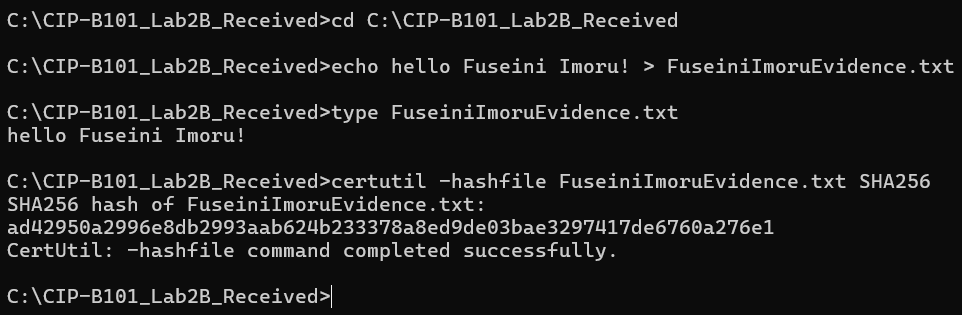 C:\CIP-B101_Lab2B_Received>cd C:\CIP-B101_Lab2B_Received
C:\CIP-B101_Lab2B_Received>echo hello Fuseini Imoru! > FuseiniImoruEvidence.txt
C:\CIP-B101_Lab2B_Received>type FuseiniImoruEvidence.txt
hello Fuseini Imoru!
C:\CIP-B101_Lab2B_Received>certutil -hashfile FuseiniImoruEvidence.txt SHA256
SHA256 hash of FuseiniImoruEvidence.txt:
ad42950a2996e8db2993aab624b233378a8ed9de03bae3297417de6760a276e1
CertUtil: -hashfile command completed successfully.
C:\CIP-B101_Lab2B_Received>